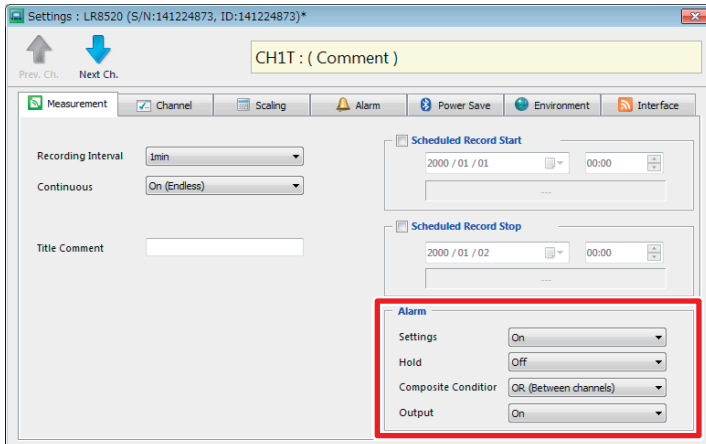 Settings : LR8520 (S/N:141224873, ID:141224873)*
Prev. Ch.
Next Ch.
CH1T : ( Comment )
Measurement
Channel
Scaling
Alarm
Power Save
Environment
Interface
Recording Interval
1min
Continuous
On (Endless)
Title Comment
Scheduled Record Start
2000 / 01 / 01
00:00
---
Scheduled Record Stop
2000 / 01 / 02
00:00
---
Alarm
Settings
On
Hold
Off
Composite Conditior
OR (Between channels)
Output
On